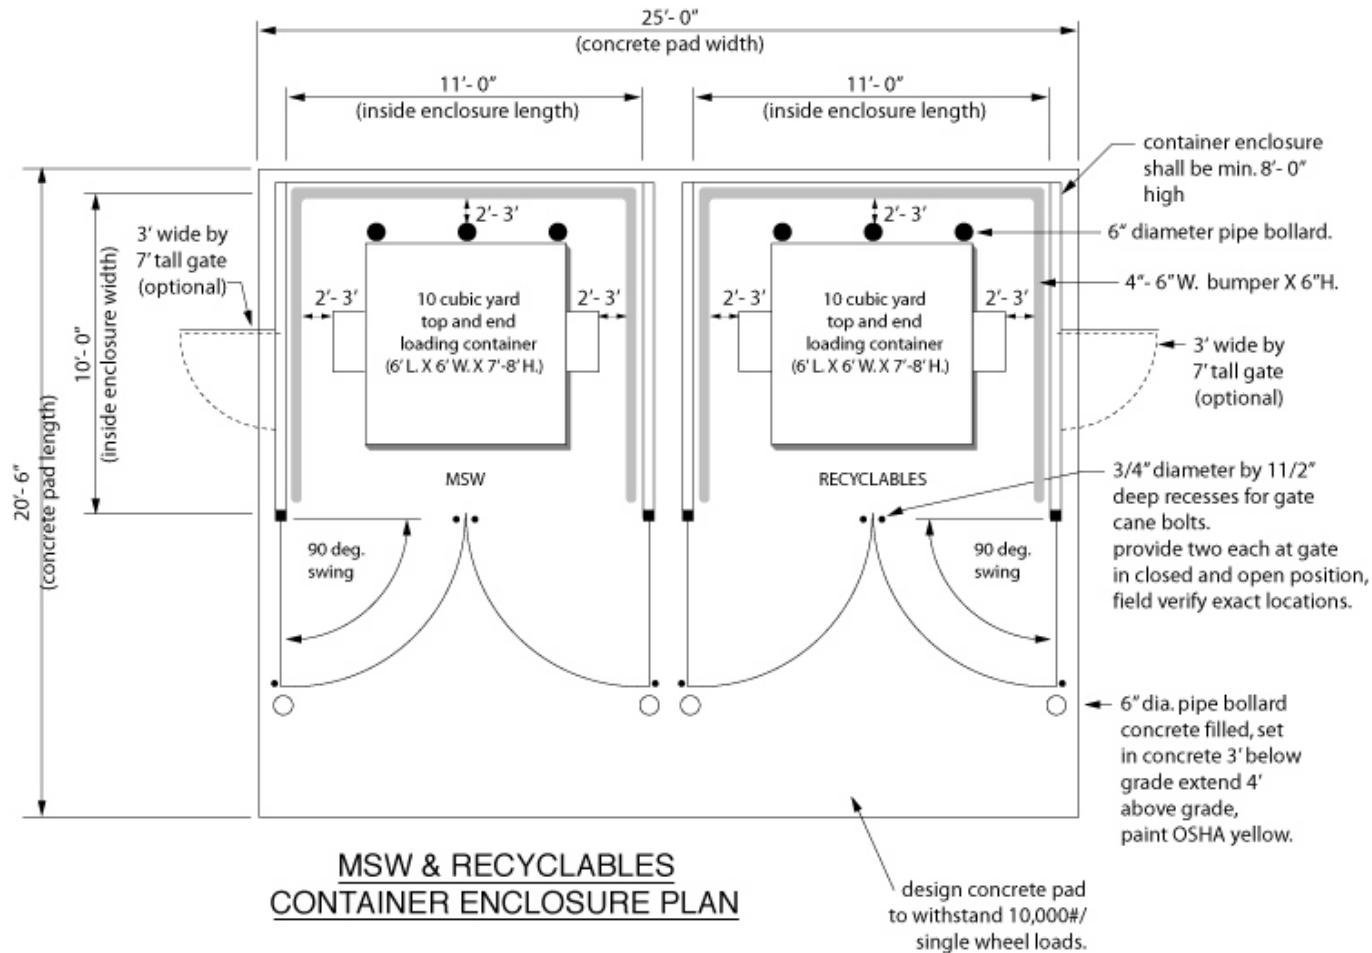 25'- 0"
(concrete pad width)
11'- 0"
(inside enclosure length)
11'- 0"
(inside enclosure length)
container enclosure
shall be min. 8'- 0"
high
3' wide by
7' tall gate
(optional)
2'- 3'
2'- 3'
6" diameter pipe bollard.
4"- 6" W. bumper X 6"H.
2'- 3'
2'- 3'
2'- 3'
2'- 3'
10 cubic yard
top and end
loading container
(6' L. X 6' W. X 7'-8' H.)
10 cubic yard
top and end
loading container
(6' L. X 6' W. X 7'-8' H.)
3' wide by
7' tall gate
(optional)
10'- 0"
(inside enclosure width)
20'- 6"
(concrete pad length)
MSW
RECYCLABLES
3/4" diameter by 11/2"
deep recesses for gate
cane bolts.
provide two each at gate
in closed and open position,
field verify exact locations.
90 deg.
swing
90 deg.
swing
6" dia. pipe bollard
concrete filled, set
in concrete 3' below
grade extend 4'
above grade,
paint OSHA yellow.
MSW & RECYCLABLES
CONTAINER ENCLOSURE PLAN
design concrete pad
to withstand 10,000#/
single wheel loads.